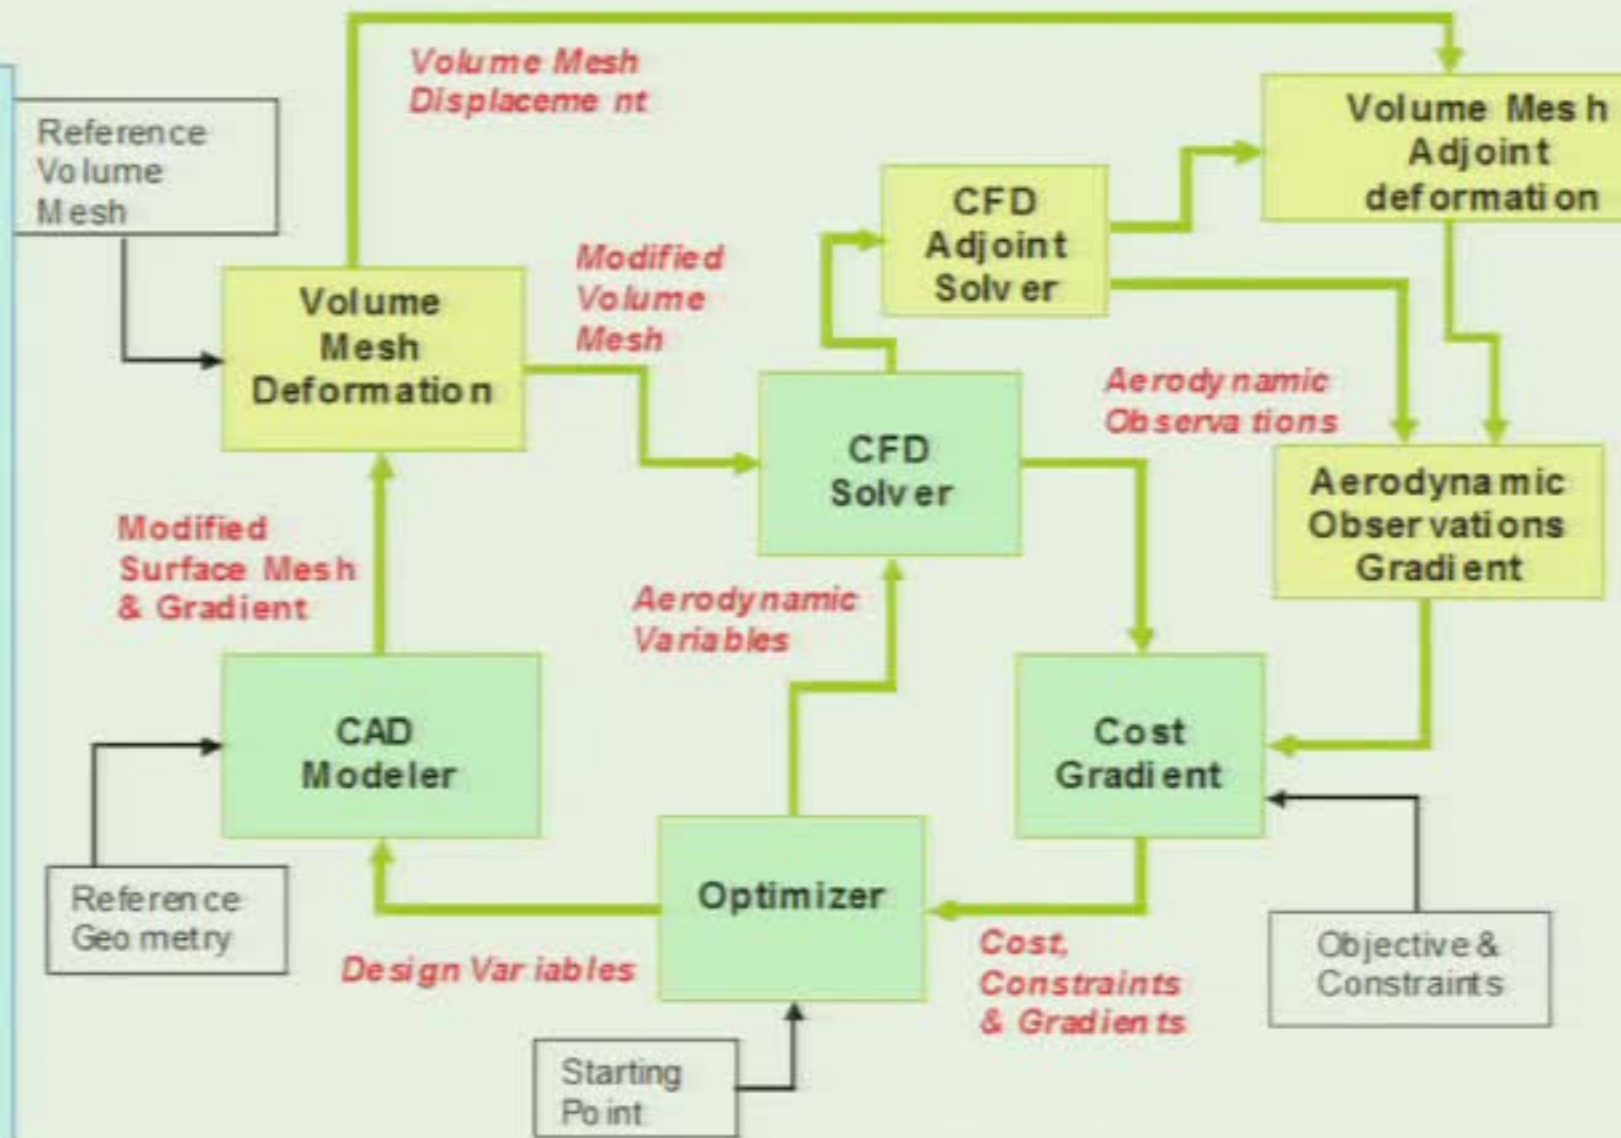 Volume Mesh
Displacement
Reference
Volume
Mesh
Volume Mesh
Adjoint
deformation
CFD
Adjoint
Solver
Modified
Volume
Mesh
Volume
Mesh
Deformation
Aerodynamic
Observations
CFD
Solver
Aerodynamic
Observations
Gradient
Modified
Surface Mesh
& Gradient
Aerodynamic
Variables
CAD
Modeler
Cost
Gradient
Optimizer
Reference
Geometry
Design Variables
Cost,
Constraints
& Gradients
Objective &
Constraints
Starting
Point